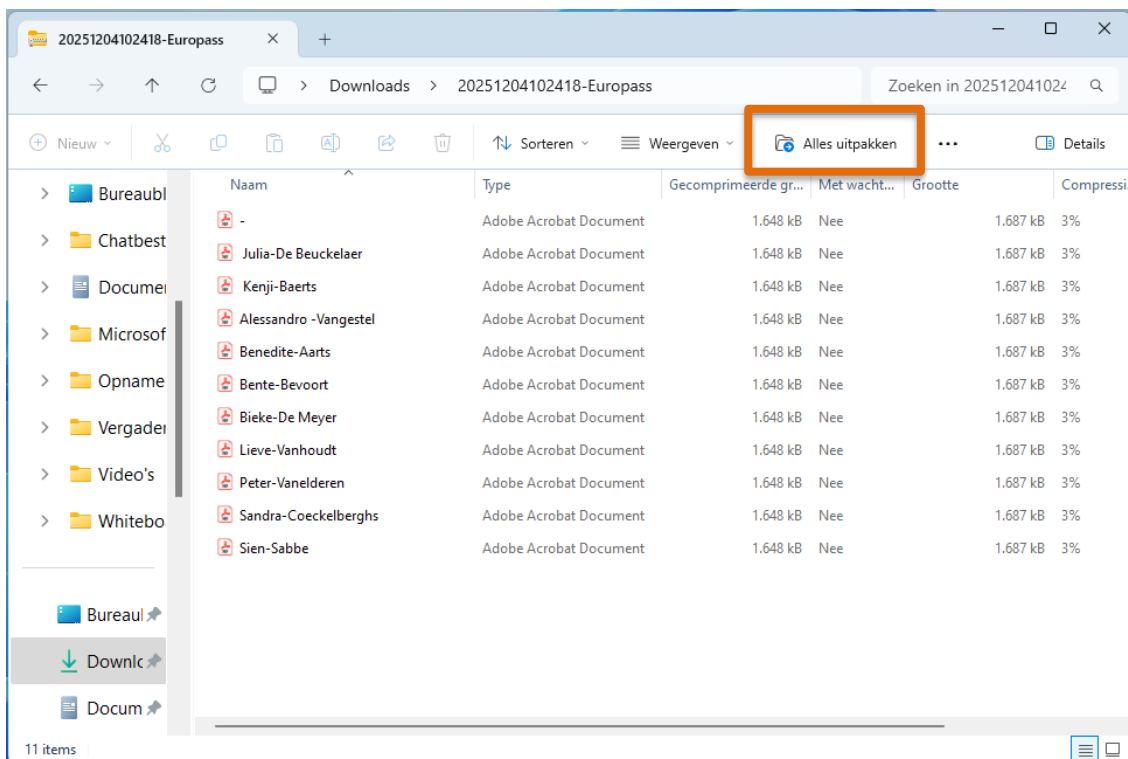 20251204102418-Europass
Downloads > 20251204102418-Europass
Zoeken in 202512041024
Nieuw
Sorteren
Weergeven
Alles uitpakken
Details
Naam Type Gecomprimeerde gr... Met wacht... Grootte Compressi
- Adobe Acrobat Document 1.648 kB Nee 1.687 kB 3%
Julia-De Beuckelaer Adobe Acrobat Document 1.648 kB Nee 1.687 kB 3%
Kenji-Baerts Adobe Acrobat Document 1.648 kB Nee 1.687 kB 3%
Alessandro -Vangestel Adobe Acrobat Document 1.648 kB Nee 1.687 kB 3%
Benedite-Aarts Adobe Acrobat Document 1.648 kB Nee 1.687 kB 3%
Bente-Bevoort Adobe Acrobat Document 1.648 kB Nee 1.687 kB 3%
Bieke-De Meyer Adobe Acrobat Document 1.648 kB Nee 1.687 kB 3%
Lieve-Vanhoudt Adobe Acrobat Document 1.648 kB Nee 1.687 kB 3%
Peter-Vanelderen Adobe Acrobat Document 1.648 kB Nee 1.687 kB 3%
Sandra-Coeckelberghs Adobe Acrobat Document 1.648 kB Nee 1.687 kB 3%
Sien-Sabbe Adobe Acrobat Document 1.648 kB Nee 1.687 kB 3%
Bureaubl
Chatbest
Documer
Microsof
Opname
Vergader
Video's
Whitebo
Bureaul
Downlc
Docum
11 items